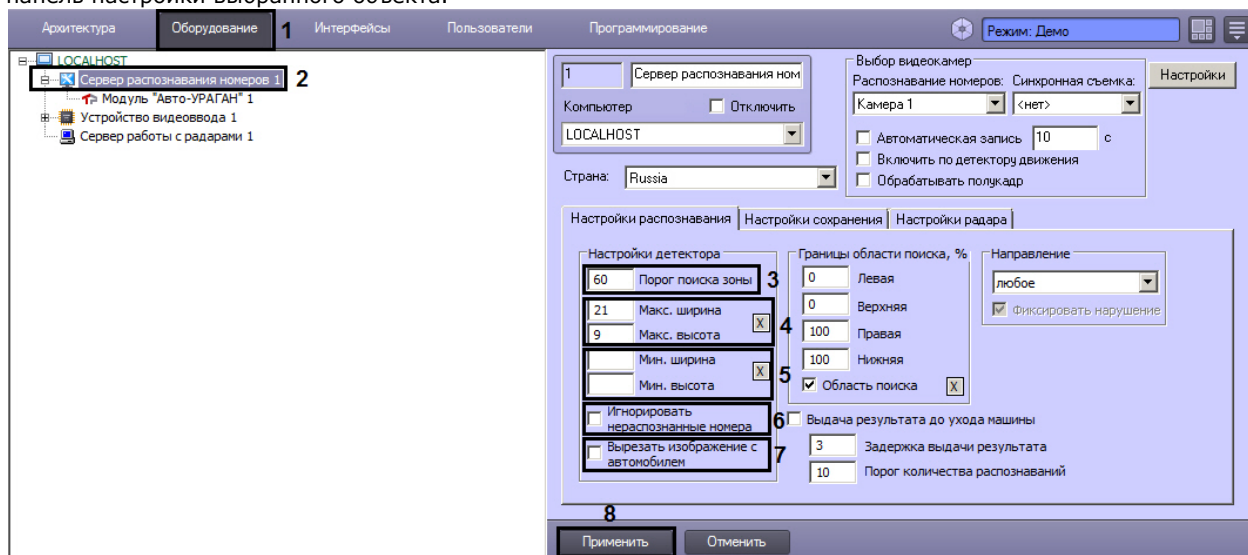 панель настройки выбранного объекта.
Архитектура Оборудование 1 Интерфейсы Пользователи Программирование Режим: Демо
LOCALHOST
Сервер распознавания номеров 1 2
Модуль "Авто-УРАГАН" 1
Устройство видеоввода 1
Сервер работы с радарами 1
1 Сервер распознавания ном
Компьютер Отключить
LOCALHOST
Страна: Russia
Выбор видеокамер
Распознавание номеров: Синхронная съемка:
Камера 1 <нет>
Автоматическая запись 10 с
Включить по детектору движения
Обрабатывать полукадр
Настройки
Настройки распознавания Настройки сохранения Настройки радара
Настройки детектора
60 Порог поиска зоны 3
21 Макс. ширина
9 Макс. высота
X 4
Мин. ширина
Мин. высота
X 5
Игнорировать
нераспознанные номера 6
Вырезать изображение с
автомобилем 7
Границы области поиска, %
0 Левая
0 Верхняя
100 Правая
100 Нижняя
Область поиска X
Направление
любое
Фиксировать нарушение
Выдача результата до ухода машины
3 Задержка выдачи результата
10 Порог количества распознаваний
8
Применить Отменить